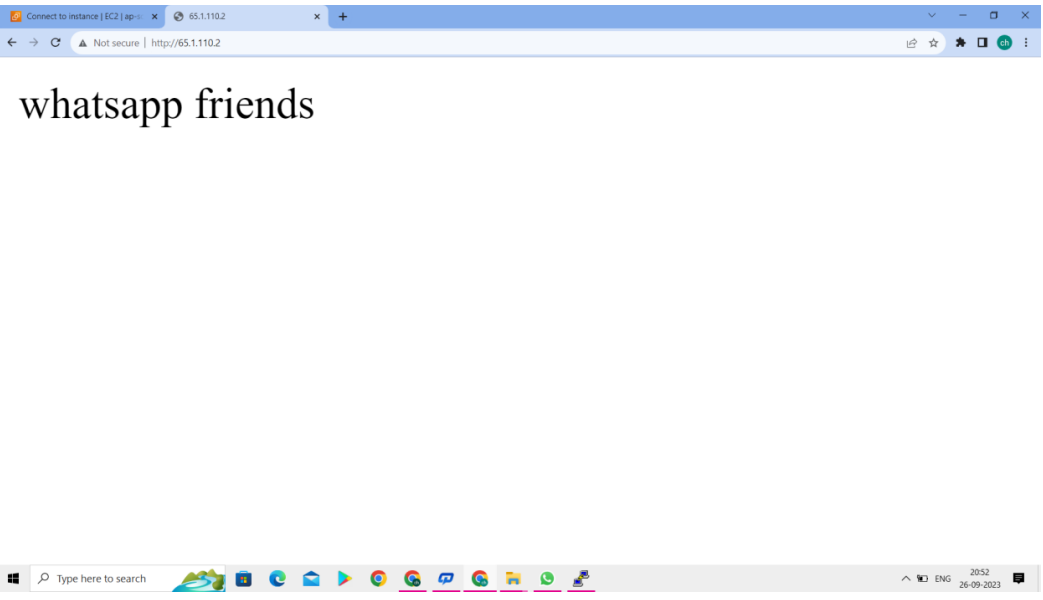 Connect to instance | EC2 | ap-s
65.1.110.2
Not secure | http://65.1.110.2
ch
whatsapp friends
Type here to search
ENG
20:52
26-09-2023